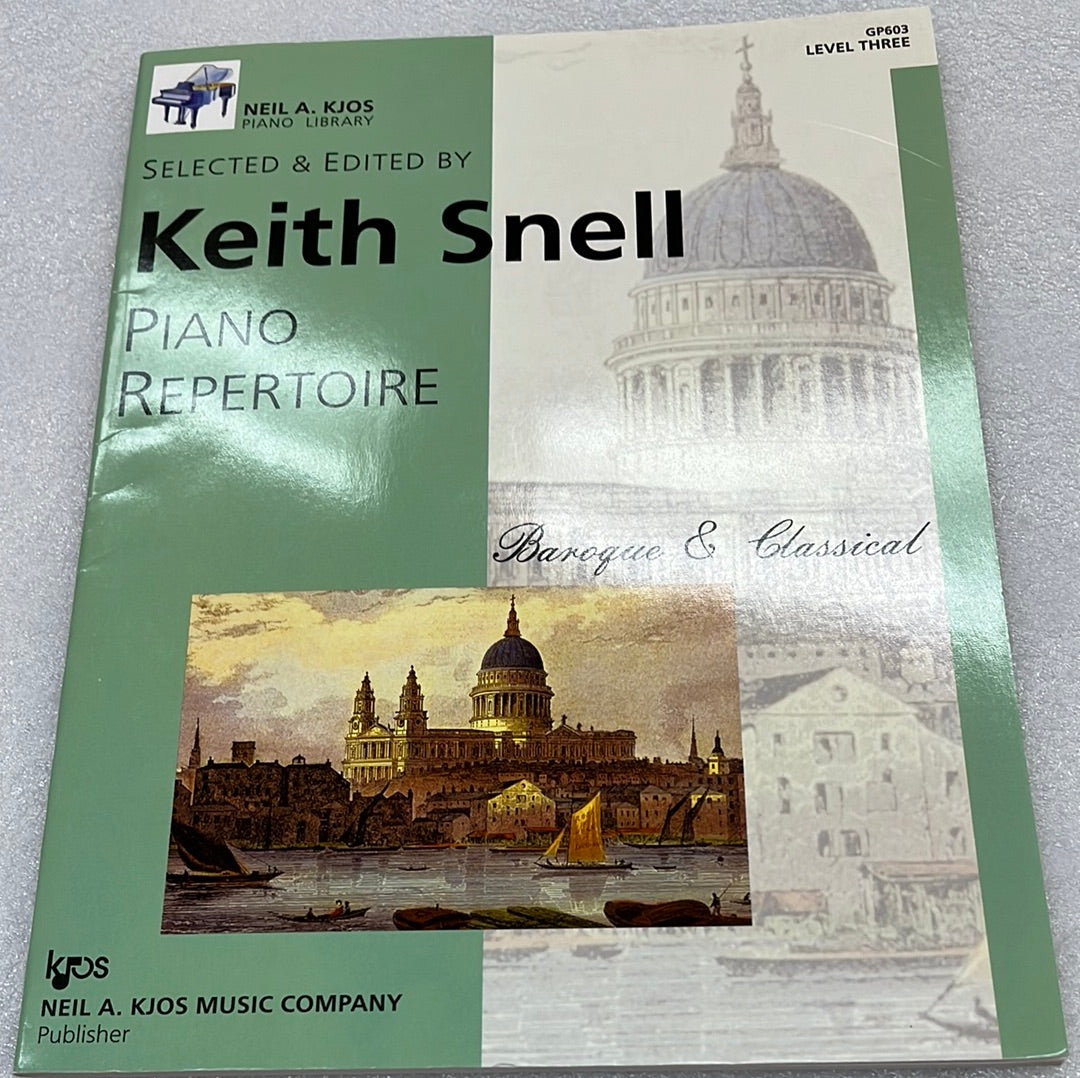 GP603
LEVEL THREE
NEIL A. KJOS
PIANO LIBRARY
SELECTED & EDITED BY
Keith Snell
PIANO
REPERTOIRE
Baroque & Classical
kjos
NEIL A. KJOS MUSIC COMPANY
Publisher